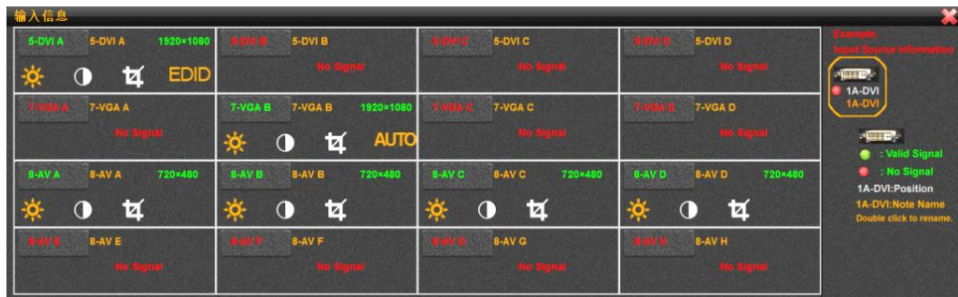 输入信息
5-DVI A 5-DVI A 1920×1080
EDID
5-DVI B 5-DVI B
No Signal
5-DVI C 5-DVI C
No Signal
5-DVI D 5-DVI D
No Signal
7-VGA A 7-VGA A
No Signal
7-VGA B 7-VGA B 1920×1080
AUTO
7-VGA C 7-VGA C
No Signal
7-VGA D 7-VGA D
No Signal
8-AV A 8-AV A 720×480
8-AV B 8-AV B 720×480
8-AV C 8-AV C 720×480
8-AV D 8-AV D 720×480
8-AV E 8-AV E
No Signal
8-AV F 8-AV F
No Signal
8-AV G 8-AV G
No Signal
8-AV H 8-AV H
No Signal
Example:
Input Source Information
1A-DVI
1A-DVI
: Valid Signal
: No Signal
1A-DVI:Position
1A-DVI:Note Name
Double click to rename.